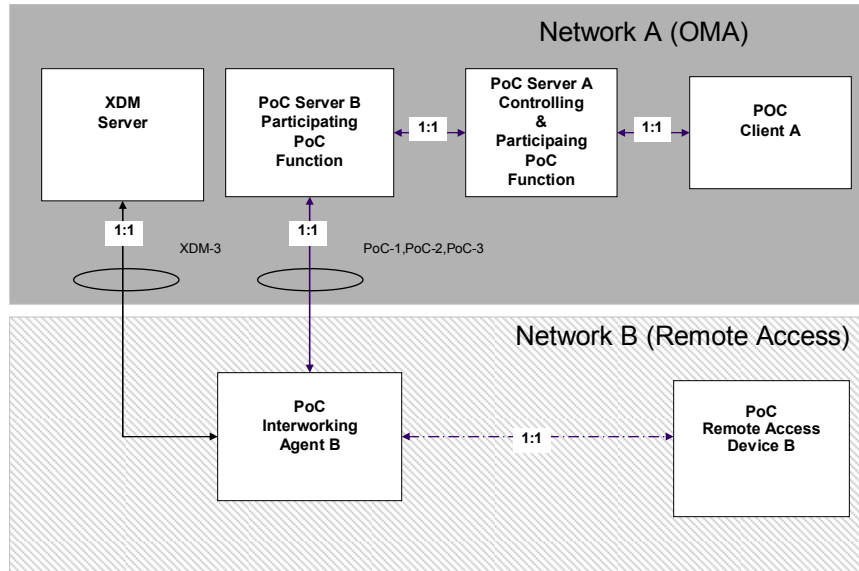 Network A (OMA)
XDM
Server
PoC Server B
Participating
PoC
Function
1:1
PoC Server A
Controlling
&
Participaing
PoC
Function
1:1
POC
Client A
1:1
XDM-3
1:1
PoC-1,PoC-2,PoC-3
Network B (Remote Access)
PoC
Interworking
Agent B
1:1
PoC
Remote Access
Device B